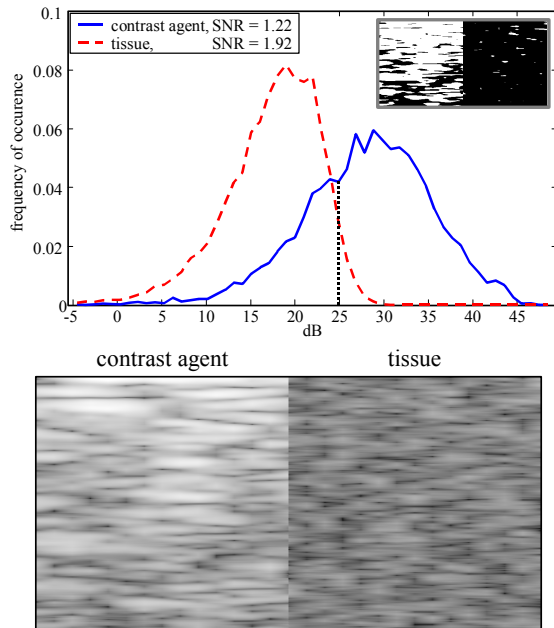 0.1
0.08
0.06
0.04
0.02
0
frequency of occurence
contrast agent, SNR = 1.22
tissue, SNR = 1.92
-5 0 5 10 15 20 25 30 35 40 45
dB
contrast agent tissue